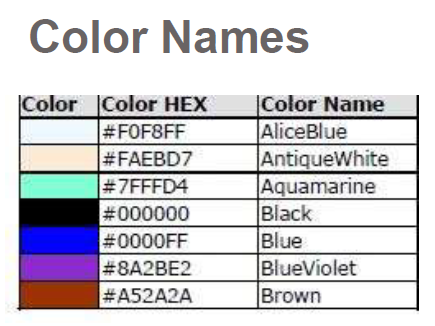 Color Names
Color Color HEX Color Name
#F0F8FF AliceBlue
#FAEBD7 AntiqueWhite
#7FFFD4 Aquamarine
#000000 Black
#0000FF Blue
#8A2BE2 BlueViolet
#A52A2A Brown